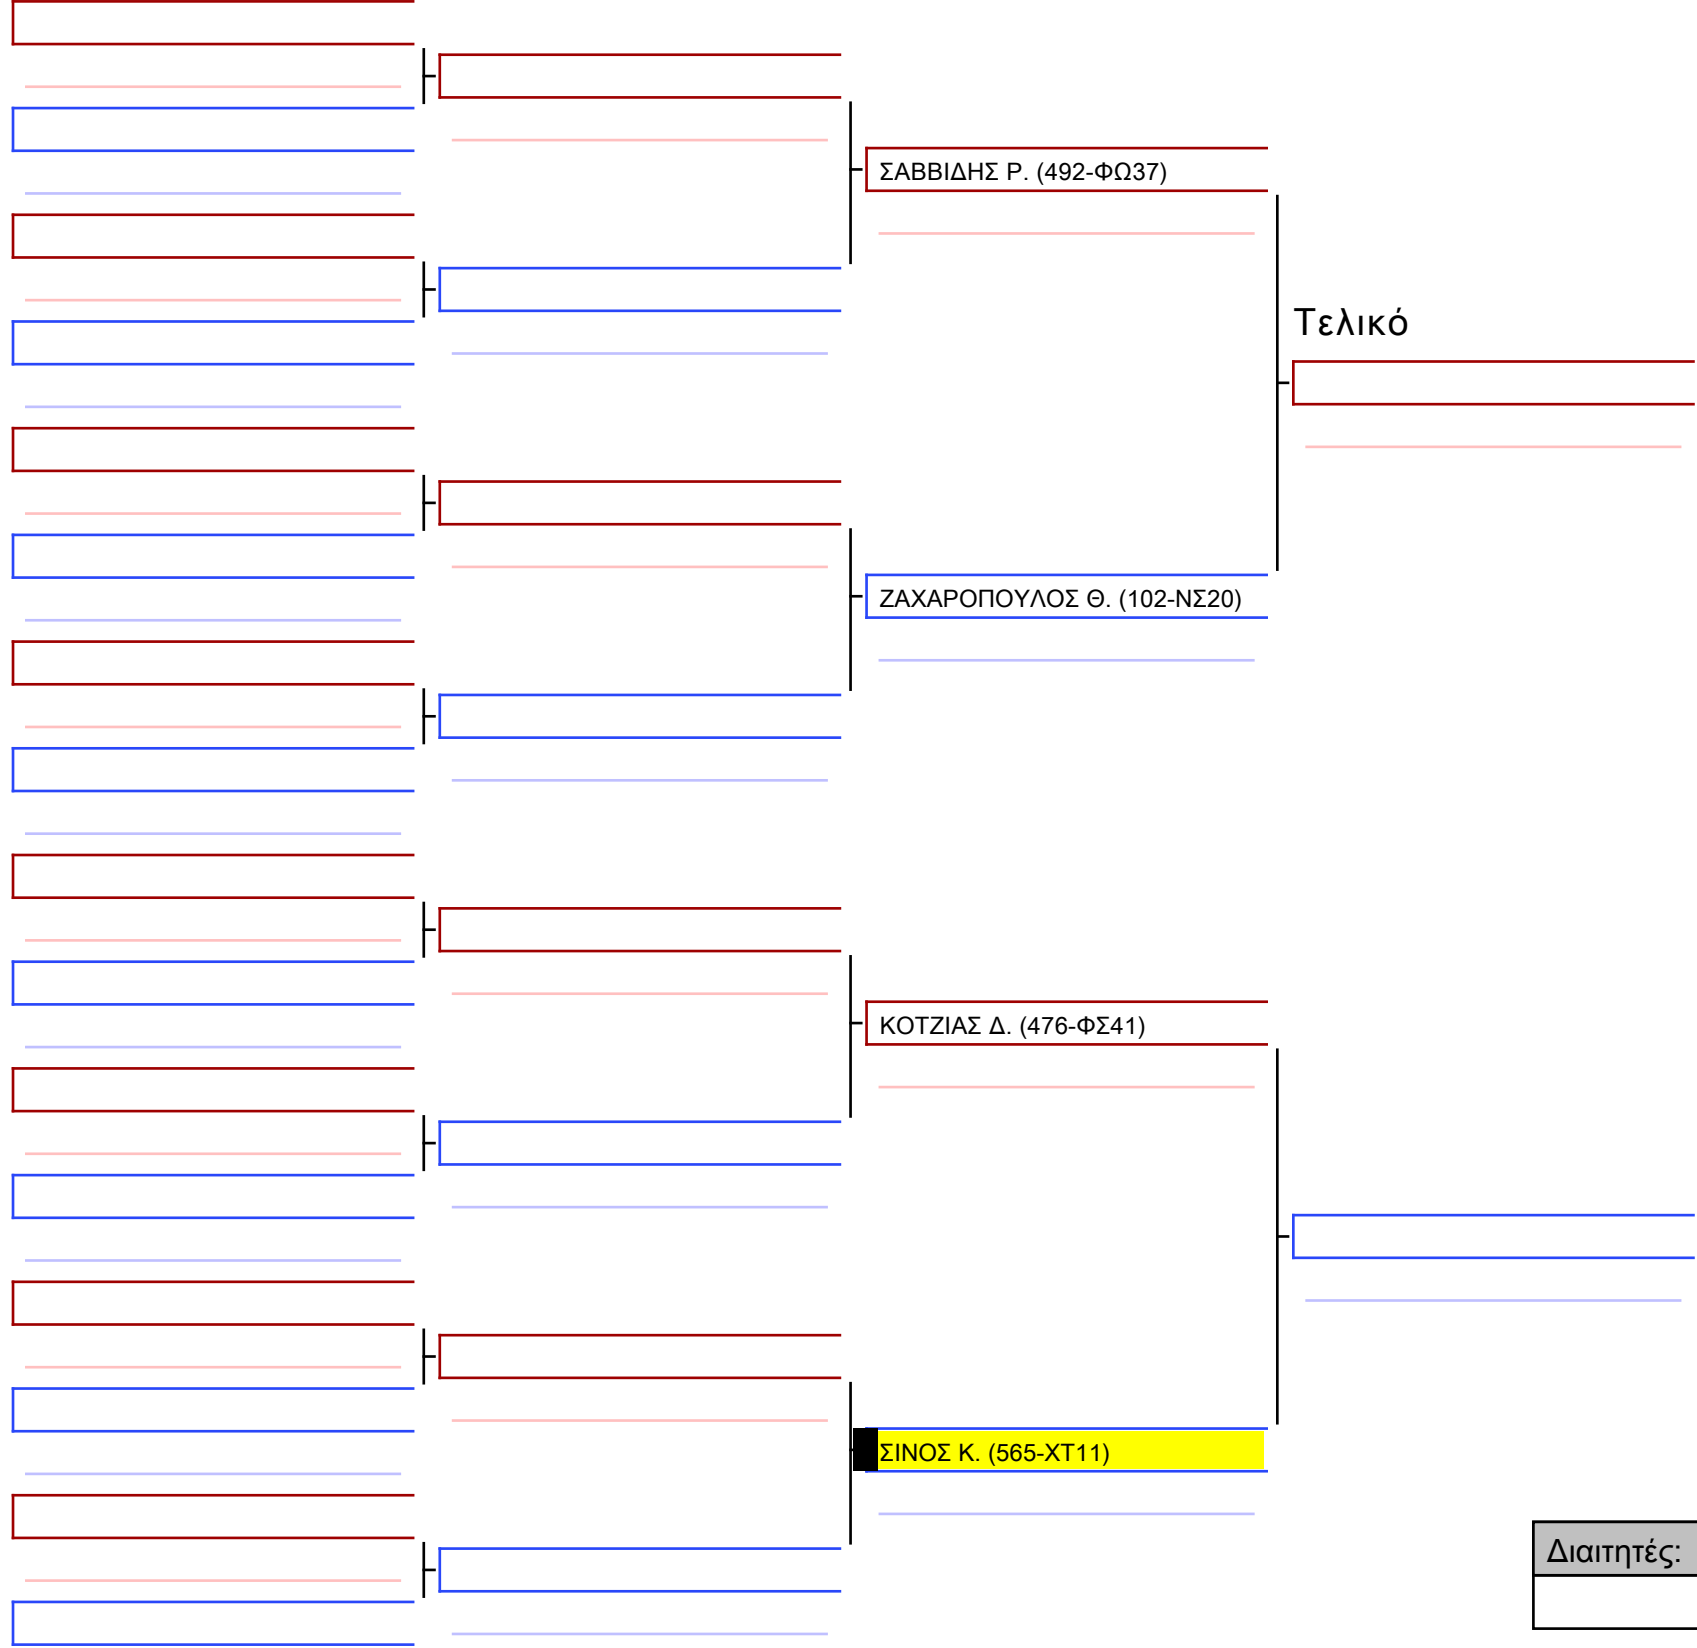 ΣΑΒΒΙΔΗΣ Ρ. (492-ΦΩ37)
Τελικό
ΖΑΧΑΡΟΠΟΥΛΟΣ Θ. (102-ΝΣ20)
ΚΟΤΖΙΑΣ Δ. (476-ΦΣ41)
ΣΙΝΟΣ Κ. (565-ΧΤ11)
Διαιτητές: